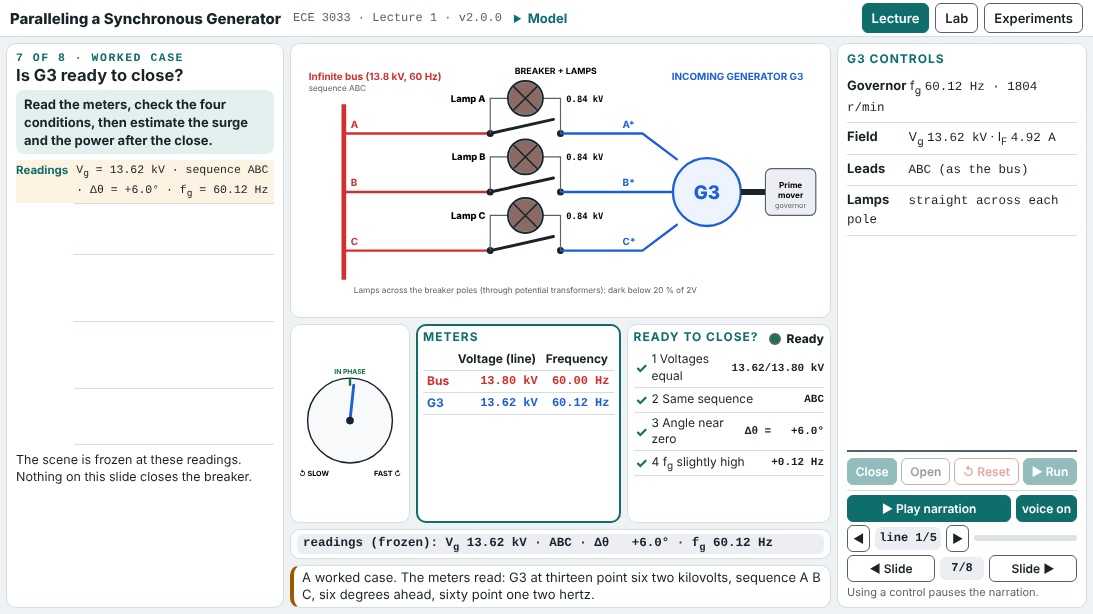 Paralleling a Synchronous Generator ECE 3033 · Lecture 1 · v2.0.0 ▶ Model
Lecture Lab Experiments
7 OF 8 · WORKED CASE
Is G3 ready to close?
Read the meters, check the four
conditions, then estimate the surge
and the power after the close.
Readings Vg = 13.62 kV · sequence ABC
· Δθ = +6.0° · fg = 60.12 Hz
The scene is frozen at these readings.
Nothing on this slide closes the breaker.
Infinite bus (13.8 kV, 60 Hz)
sequence ABC
BREAKER + LAMPS
INCOMING GENERATOR G3
Lamp A 0.84 kV
A A*
Lamp B 0.84 kV
B B*
Lamp C 0.84 kV
C C*
G3
Prime
mover
governor
Lamps across the breaker poles (through potential transformers): dark below 20 % of 2V
IN PHASE
↺ SLOW FAST ↻
METERS
Voltage (line) Frequency
Bus 13.80 kV 60.00 Hz
G3 13.62 kV 60.12 Hz
READY TO CLOSE? Ready
1 Voltages
equal 13.62/13.80 kV
2 Same sequence ABC
3 Angle near
zero Δθ = +6.0°
4 fg slightly high +0.12 Hz
readings (frozen): Vg 13.62 kV · ABC · Δθ +6.0° · fg 60.12 Hz
A worked case. The meters read: G3 at thirteen point six two kilovolts, sequence A B
C, six degrees ahead, sixty point one two hertz.
G3 CONTROLS
Governor fg 60.12 Hz · 1804
r/min
Field Vg 13.62 kV · IF 4.92 A
Leads ABC (as the bus)
Lamps straight across each
pole
Close Open ↺ Reset ▶ Run
▶ Play narration voice on
◀ line 1/5 ▶
◀ Slide 7/8 Slide ▶
Using a control pauses the narration.